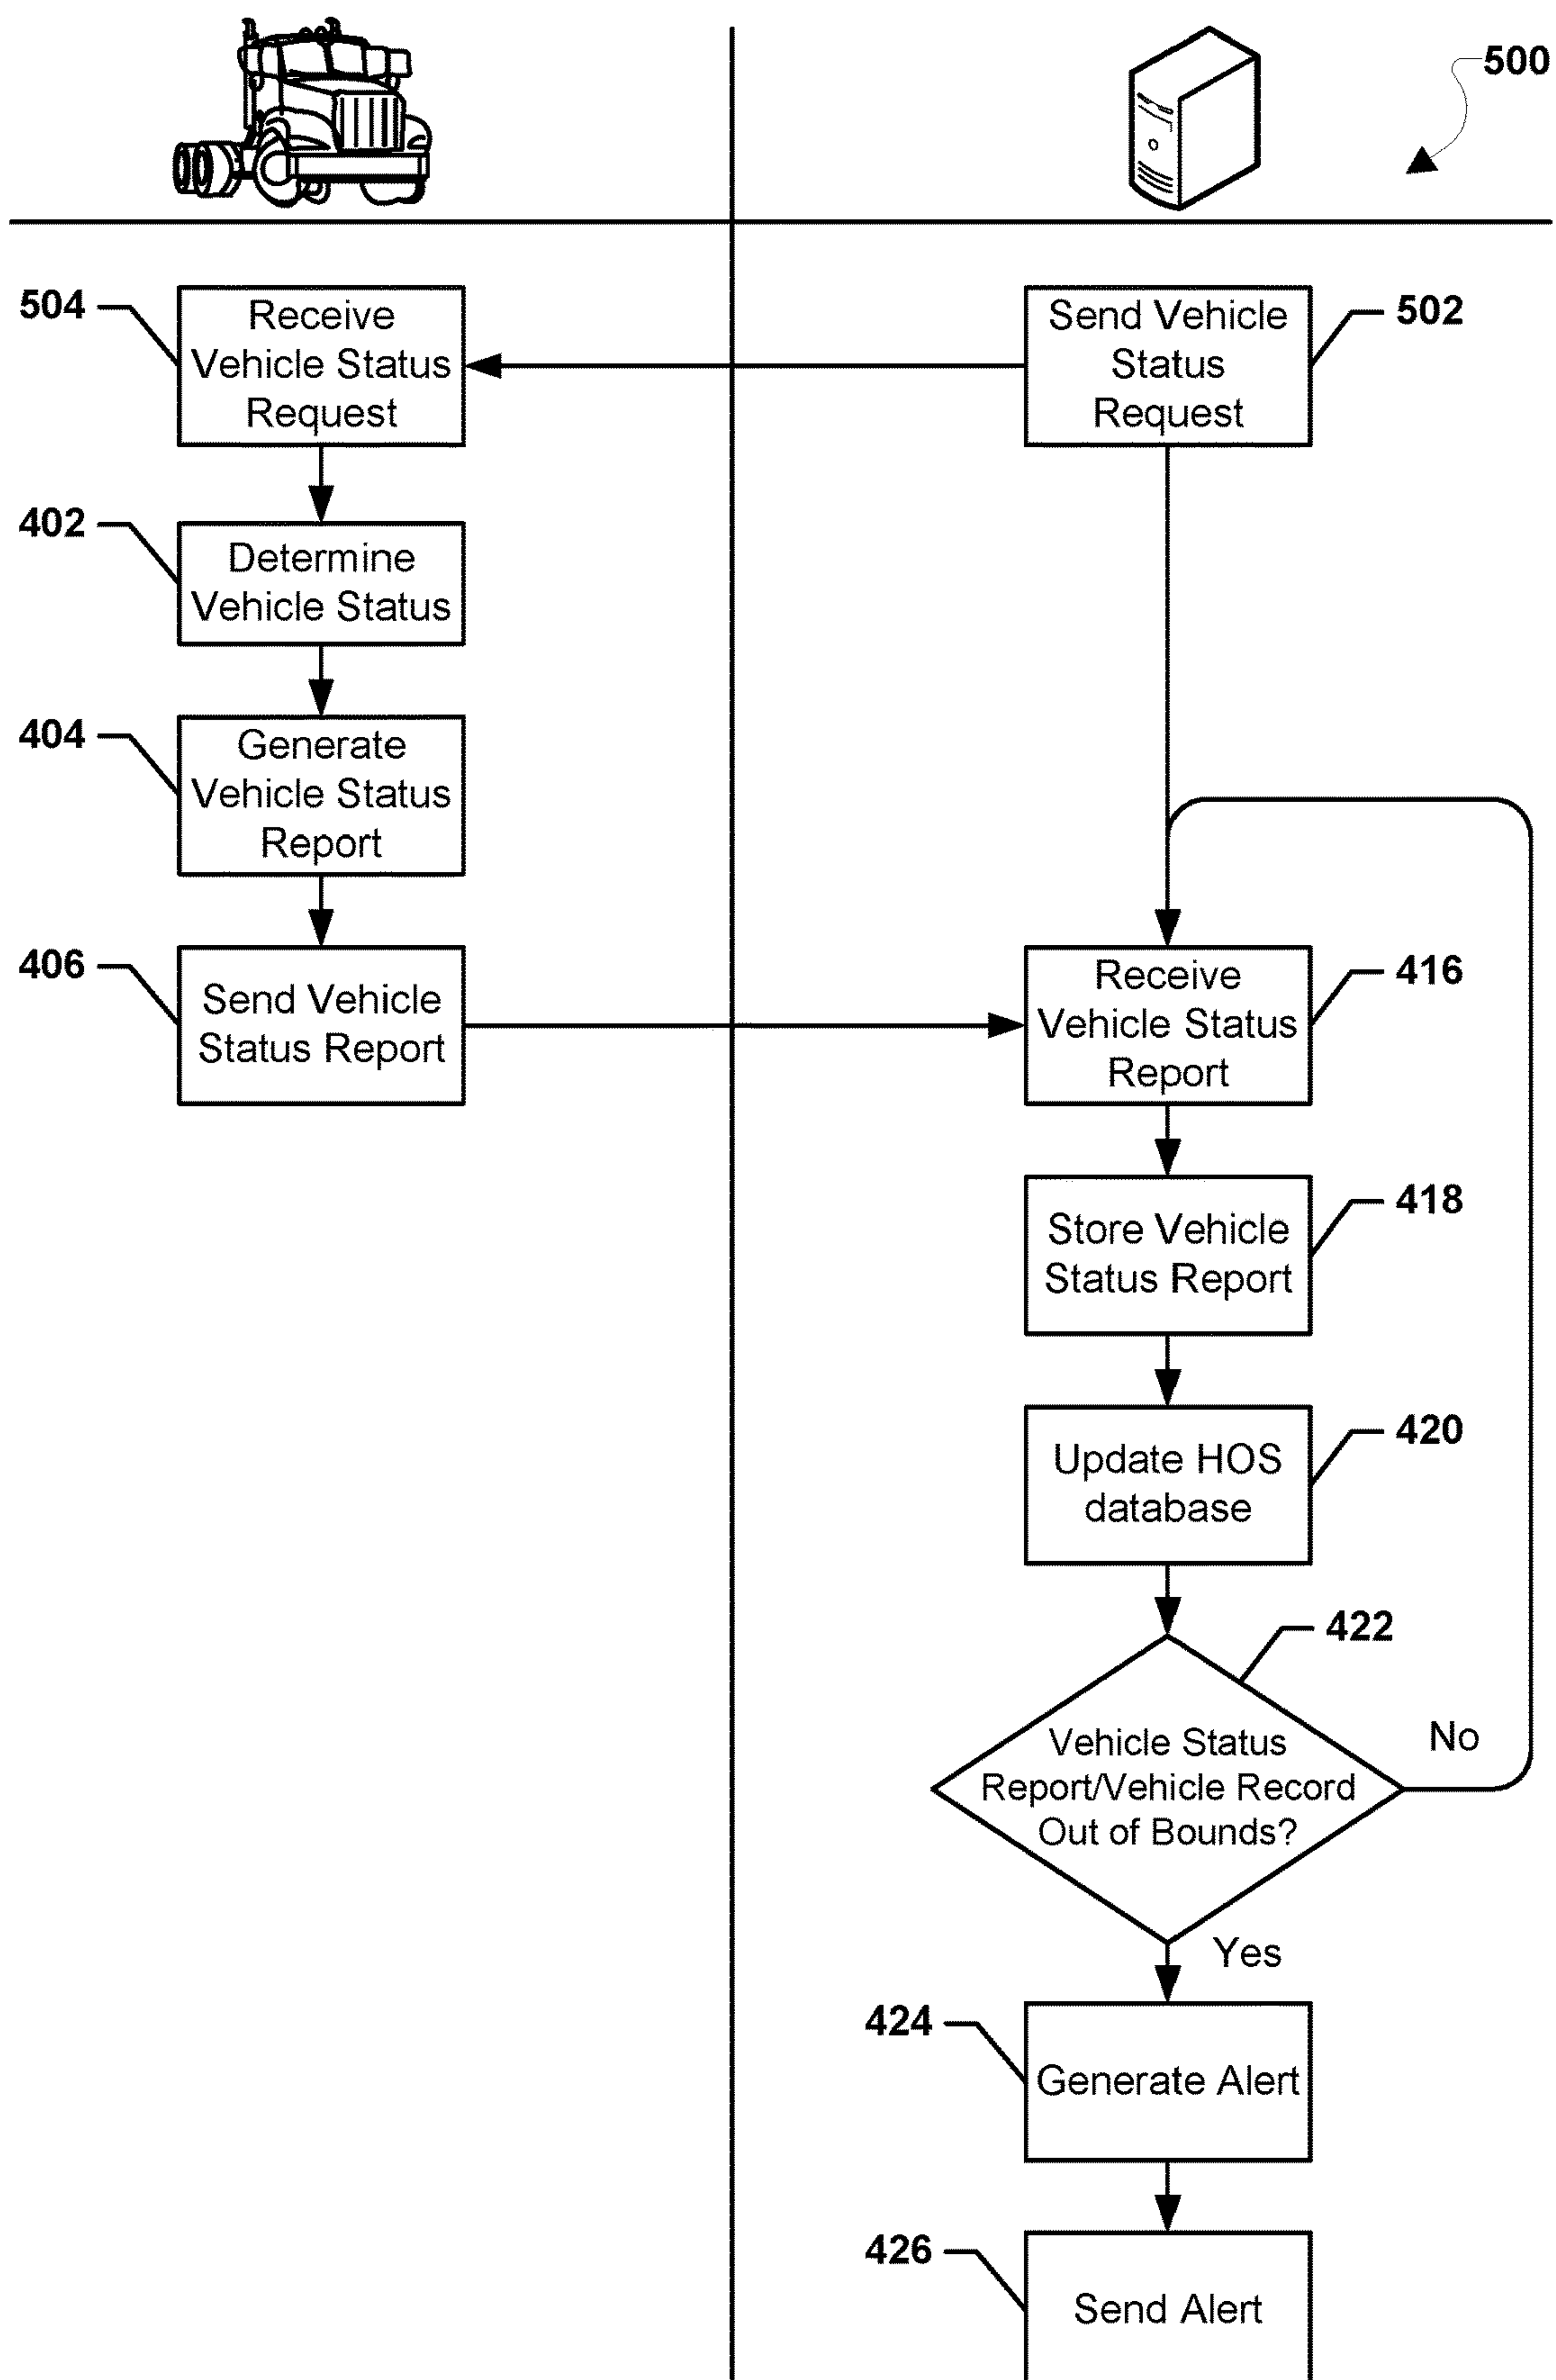 500
504
Receive
Vehicle Status
Request
Send Vehicle
Status
Request
502
402
Determine
Vehicle Status
404
Generate
Vehicle Status
Report
406
Send Vehicle
Status Report
Receive
Vehicle Status
Report
416
Store Vehicle
Status Report
418
Update HOS
database
420
422
Vehicle Status
Report/Vehicle Record
Out of Bounds?
No
Yes
424
Generate Alert
426
Send Alert